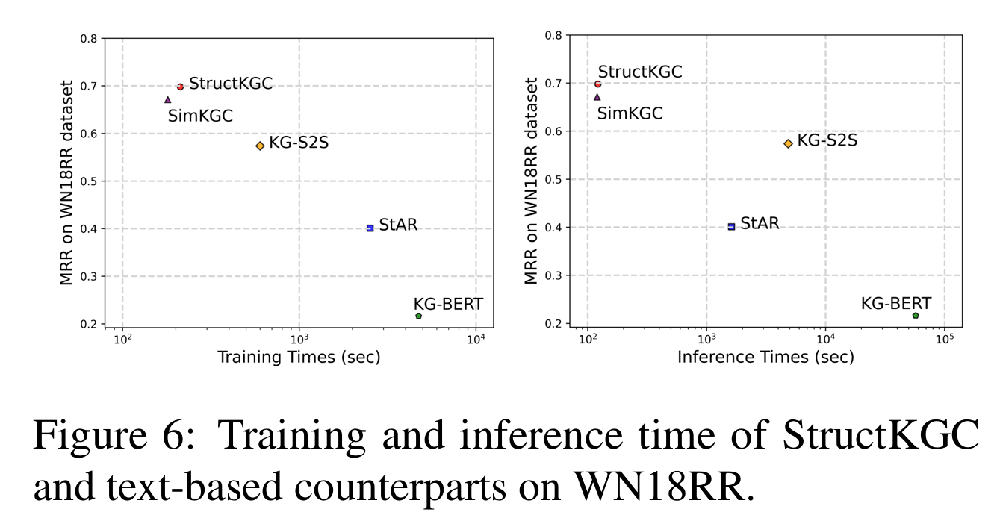 0.8
0.7
0.6
0.5
0.4
0.3
0.2
MRR on WN18RR dataset
StructKGC
SimKGC
KG-S2S
StAR
KG-BERT
10²
10³
10⁴
Training Times (sec)
0.8
0.7
0.6
0.5
0.4
0.3
0.2
MRR on WN18RR dataset
StructKGC
SimKGC
KG-S2S
StAR
KG-BERT
10²
10³
10⁴
10⁵
Inference Times (sec)
Figure 6: Training and inference time of StructKGC
and text-based counterparts on WN18RR.